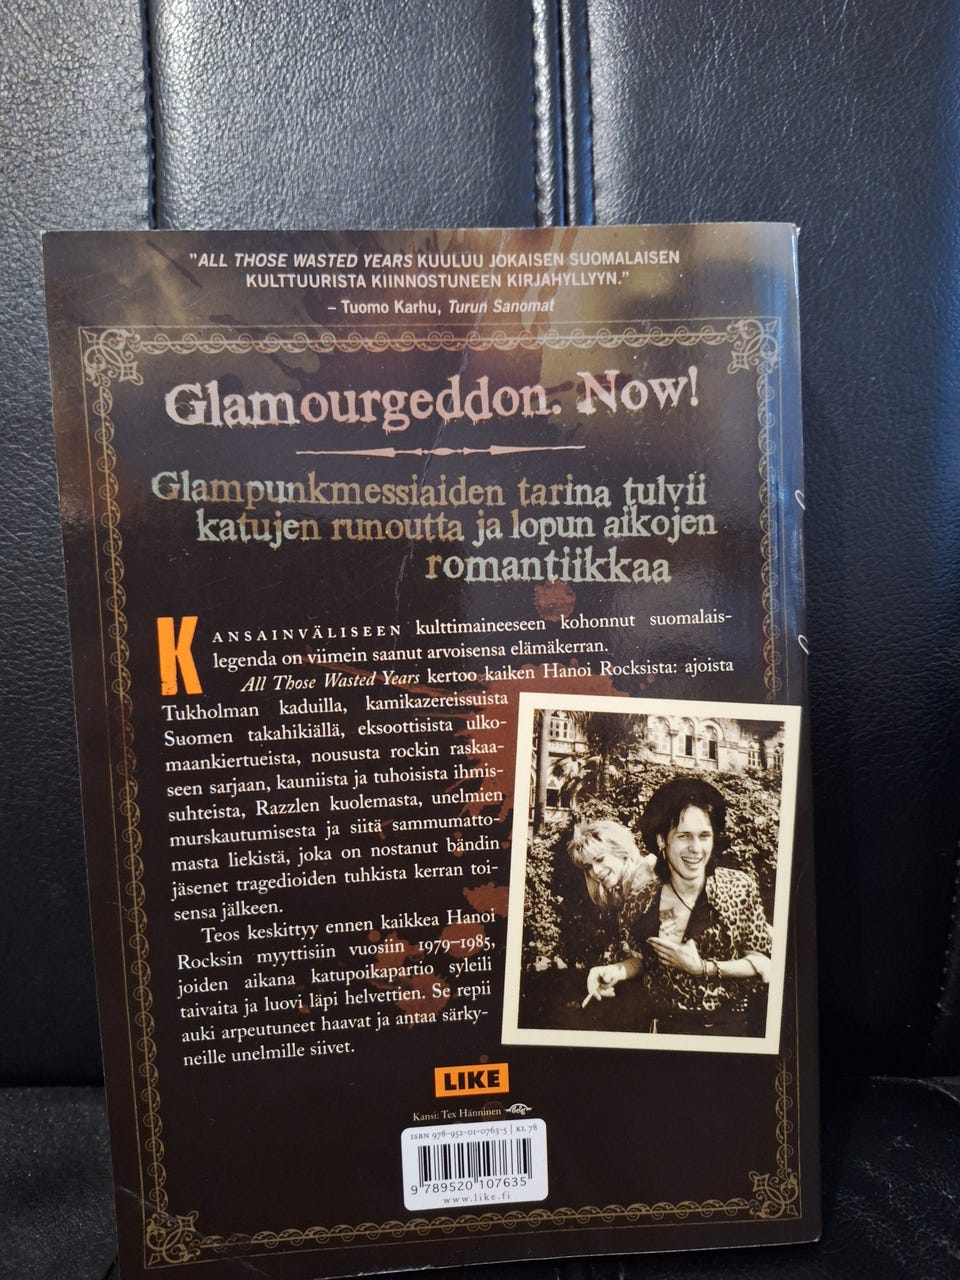 "ALL THOSE WASTED YEARS KUULUU JOKAISEN SUOMALAISEN
KULTTUURISTA KIINNOSTUNEEN KIRJAHYLLYYN."
– Tuomo Karhu, Turun Sanomat
Glamourgeddon. Now!
Glampunkmessiaiden tarina tulvii
katujen runoutta ja lopun aikojen
romantiikkaa
KANSAINVÄLISEEN kulttimaineeseen kohonnut suomalais-
legenda on viimein saanut arvoisensa elämäkerran.
All Those Wasted Years kertoo kaiken Hanoi Rocksista: ajoista
Tukholman kaduilla, kamikazereissuista
Suomen takahikiällä, eksoottisista ulko-
maankiertueista, noususta rockin raskaa-
seen sarjaan, kauniista ja tuhoisista ihmis-
suhteista, Razzlen kuolemasta, unelmien
murskautumisesta ja siitä sammumatto-
masta liekistä, joka on nostanut bändin
jäsenet tragedioiden tuhkista kerran toi-
sensa jälkeen.
Teos keskittyy ennen kaikkea Hanoi
Rocksin myyttisiin vuosiin 1979–1985,
joiden aikana katupoikapartio syleili
taivaita ja luovi läpi helvettien. Se repii
auki arpeutuneet haavat ja antaa särky-
neille unelmille siivet.
LIKE
Kansi: Tex Hänninen
ISBN 978-952-01-0763-5 | KL 78
9 789520 107635
www.like.fi